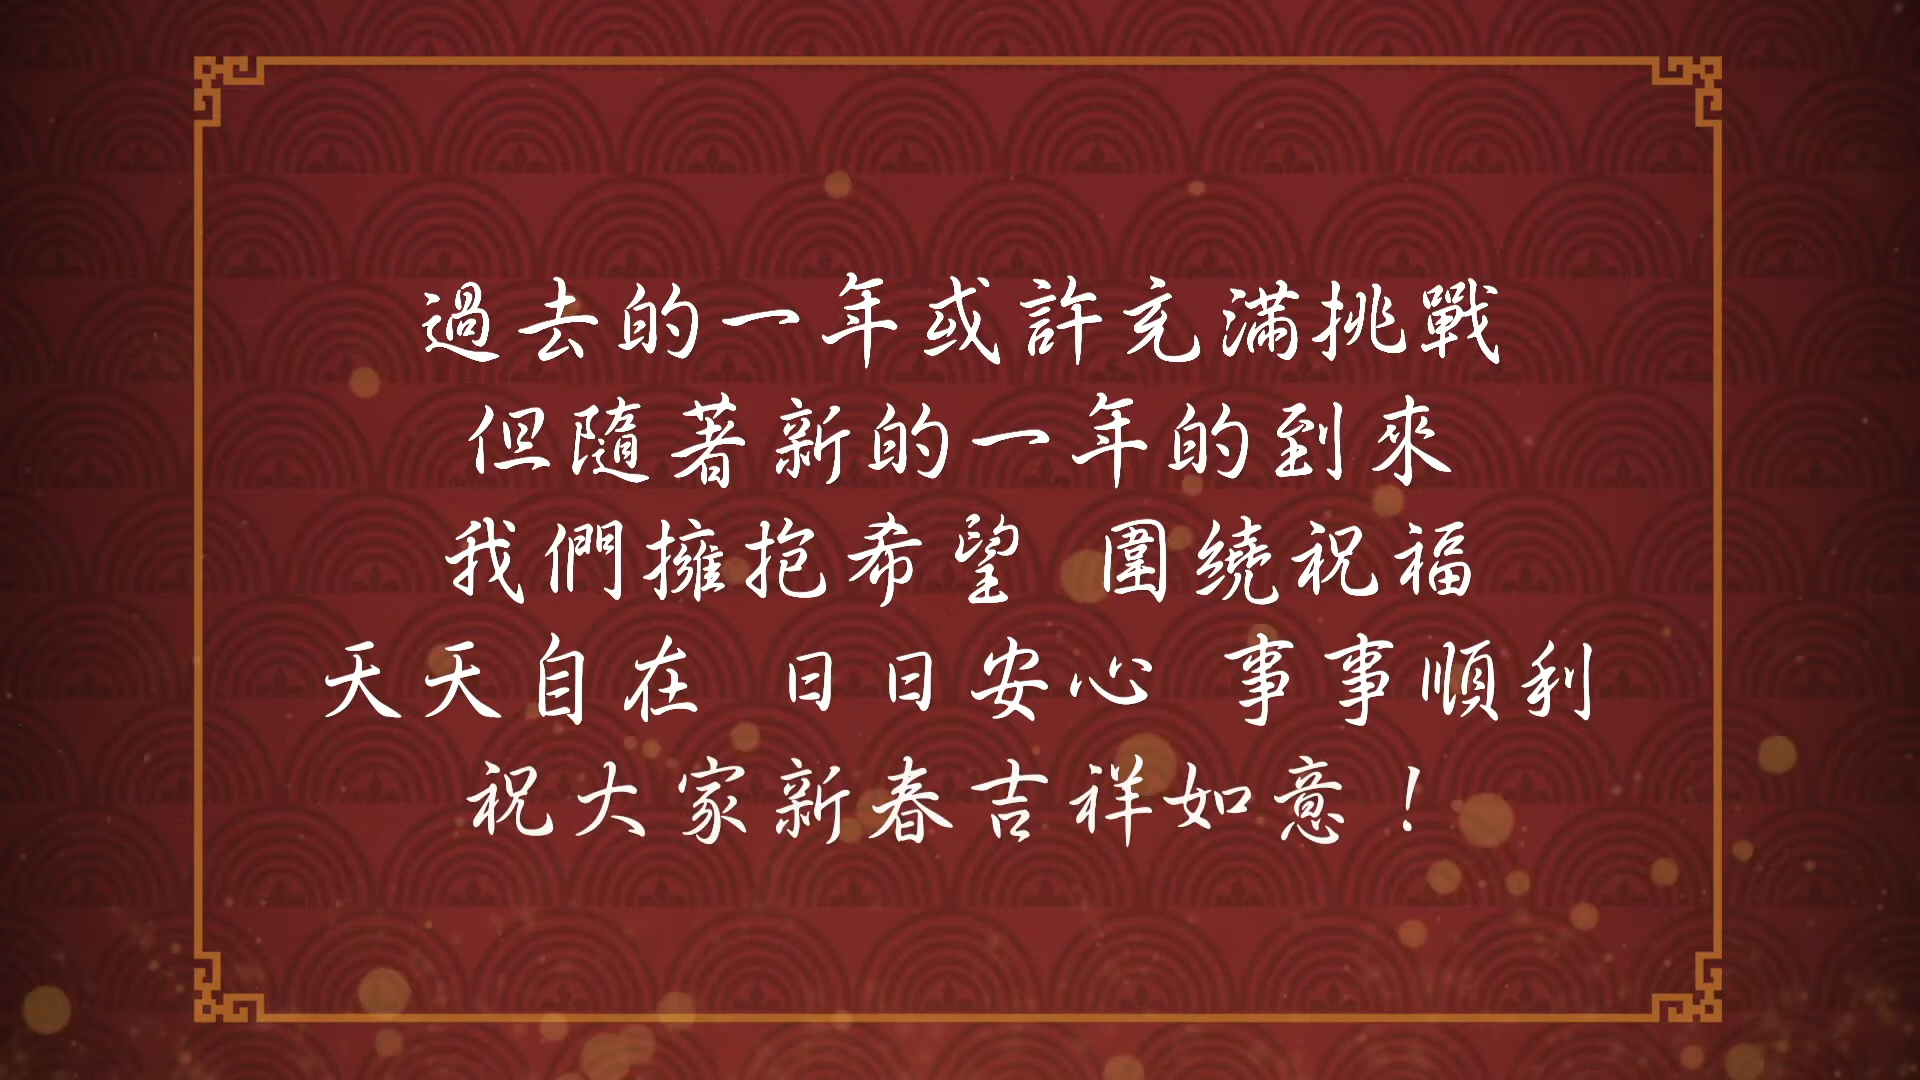 過去的一年或許充滿挑戰
但隨著新的一年的到來
我們擁抱希望 圍繞祝福
天天自在 日日安心 事事順利
祝大家新春吉祥如意！